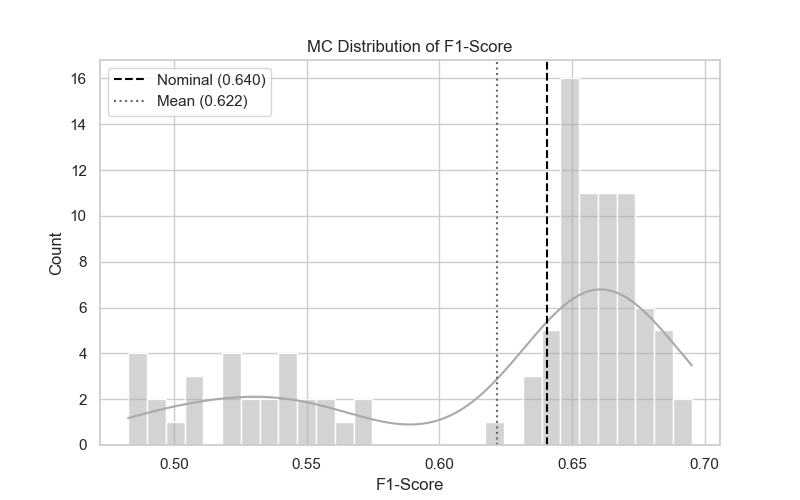 MC Distribution of F1-Score
Nominal (0.640)
Mean (0.622)
16
14
12
10
8
6
4
2
0
Count
0.50 0.55 0.60 0.65 0.70
F1-Score